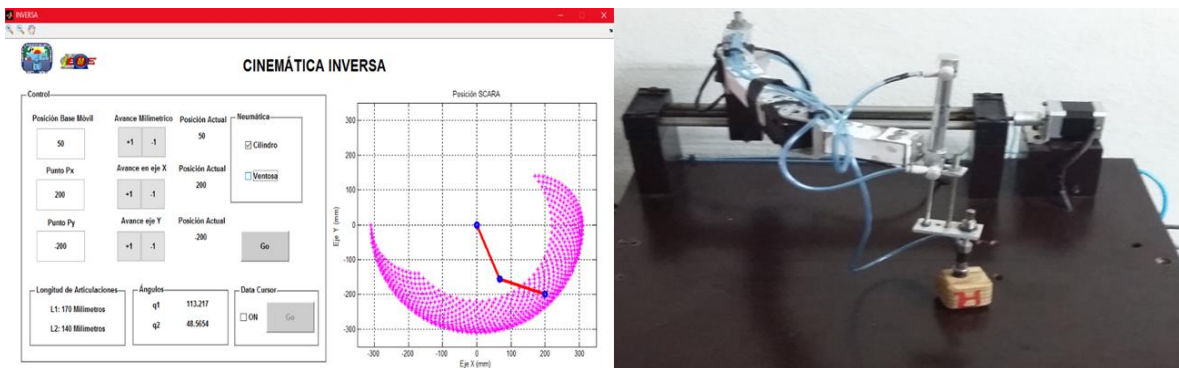 INVERSA
CINEMÁTICA INVERSA
Control
Posición Base Móvil
50
Avance Milimetrico
+1 -1
Posición Actual
50
Neumática
Cilindro
Ventosa
Punto Px
200
Avance en eje X
+1 -1
Posición Actual
200
Punto Py
-200
Avance eje Y
+1 -1
Posición Actual
-200
Go
Longitud de Articulaciones
L1: 170 Milimetros
L2: 140 Milimetros
Ángulos
q1 113.217
q2 48.5654
Data Cursor
ON
Go
Posición SCARA
Eje Y (mm)
300
200
100
0
-100
-200
-300
-300 -200 -100 0 100 200 300
Eje X (mm)
H